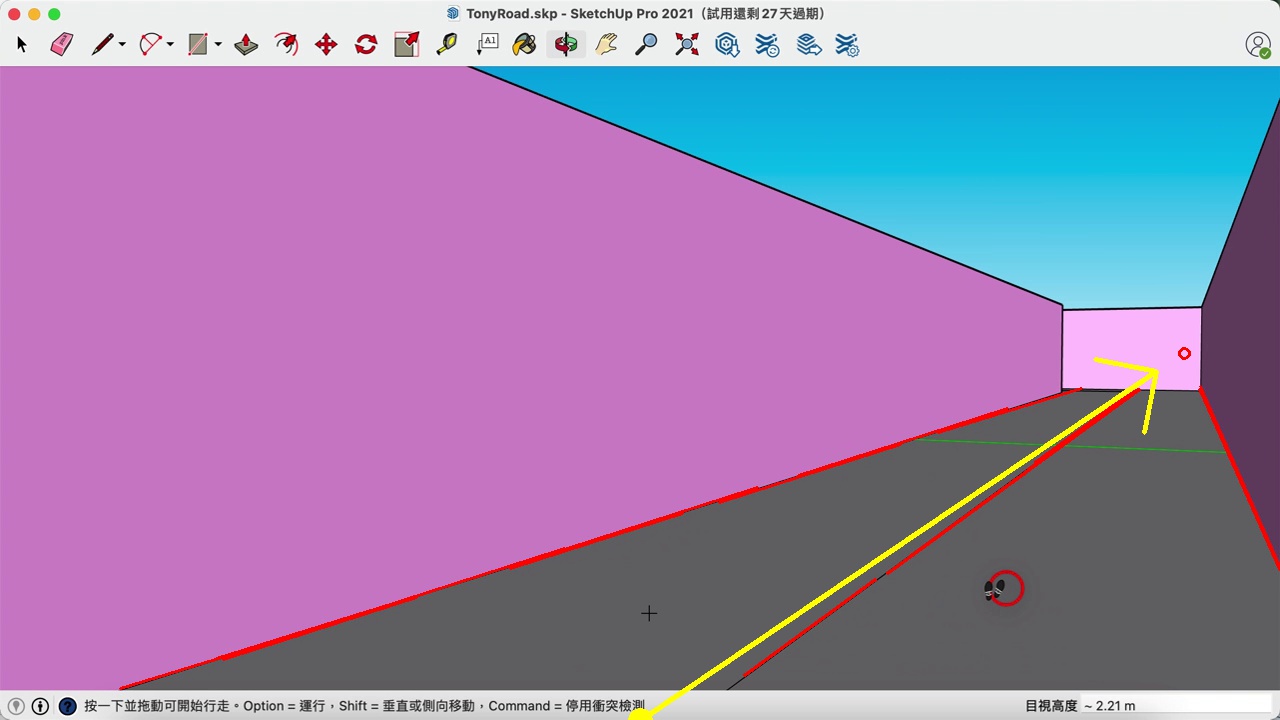 TonyRoad.skp - SketchUp Pro 2021（試用還剩27天過期）
A1
按一下並拖動可開始行走。Option = 運行，Shift = 垂直或側向移動，Command = 停用衝突檢測
目視高度 ~ 2.21 m